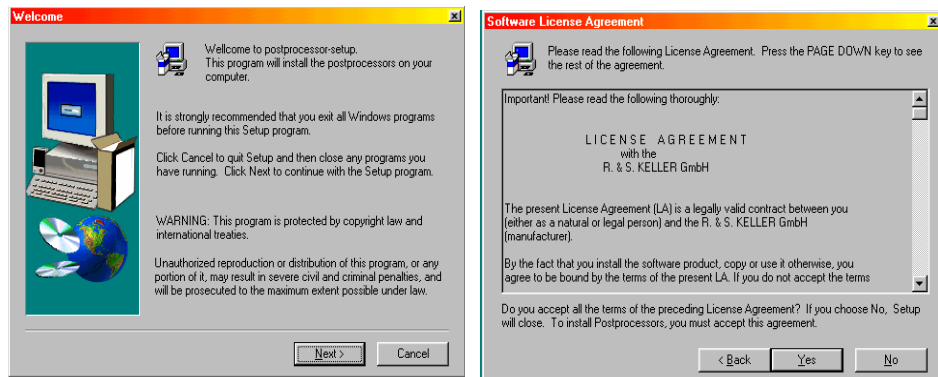 Welcome
Wellcome to postprocessor-setup.
This program will install the postprocessors on your
computer.
It is strongly recommended that you exit all Windows programs
before running this Setup program.
Click Cancel to quit Setup and then close any programs you
have running. Click Next to continue with the Setup program.
WARNING: This program is protected by copyright law and
international treaties.
Unauthorized reproduction or distribution of this program, or any
portion of it, may result in severe civil and criminal penalties, and
will be prosecuted to the maximum extent possible under law.
Next >
Cancel
Software License Agreement
Please read the following License Agreement. Press the PAGE DOWN key to see
the rest of the agreement.
Important! Please read the following thoroughly:
L I C E N S E   A G R E E M E N T
with the
R. & S. KELLER GmbH
The present License Agreement (LA) is a legally valid contract between you
(either as a natural or legal person) and the R. & S. KELLER GmbH
(manufacturer).
By the fact that you install the software product, copy or use it otherwise, you
agree to be bound by the terms of the present LA. If you do not accept the terms
Do you accept all the terms of the preceding License Agreement? If you choose No, Setup
will close. To install Postprocessors, you must accept this agreement.
< Back
Yes
No